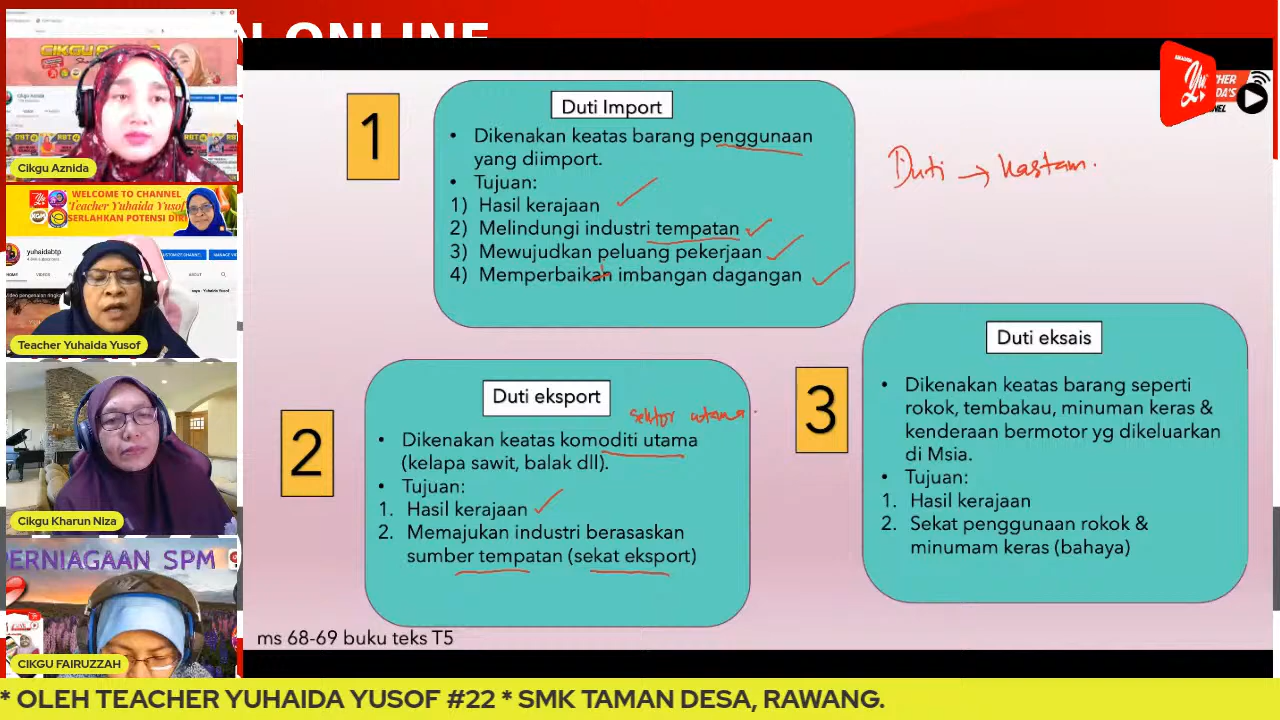 N ONLINE
Cikgu Aznida
WELCOME TO CHANNEL
Teacher Yuhaida Yusof
SERLAHKAN POTENSI DIRI
yuhaidabtp
HOME
VIDEOS
ABOUT
Teacher Yuhaida Yusof
Cikgu Kharun Niza
PERNIAGAAN SPM
CIKGU FAIRUZZAH
1
Duti Import
• Dikenakan keatas barang penggunaan
yang diimport.
• Tujuan:
1) Hasil kerajaan
2) Melindungi industri tempatan
3) Mewujudkan peluang pekerjaan
4) Memperbaikan imbangan dagangan
Duti → kastam.
2
Duti eksport
sektor utama.
• Dikenakan keatas komoditi utama
(kelapa sawit, balak dll).
• Tujuan:
1. Hasil kerajaan
2. Memajukan industri berasaskan
sumber tempatan (sekat eksport)
3
Duti eksais
• Dikenakan keatas barang seperti
rokok, tembakau, minuman keras &
kenderaan bermotor yg dikeluarkan
di Msia.
• Tujuan:
1. Hasil kerajaan
2. Sekat penggunaan rokok &
minumam keras (bahaya)
ms 68-69 buku teks T5
* OLEH TEACHER YUHAIDA YUSOF #22 * SMK TAMAN DESA, RAWANG.